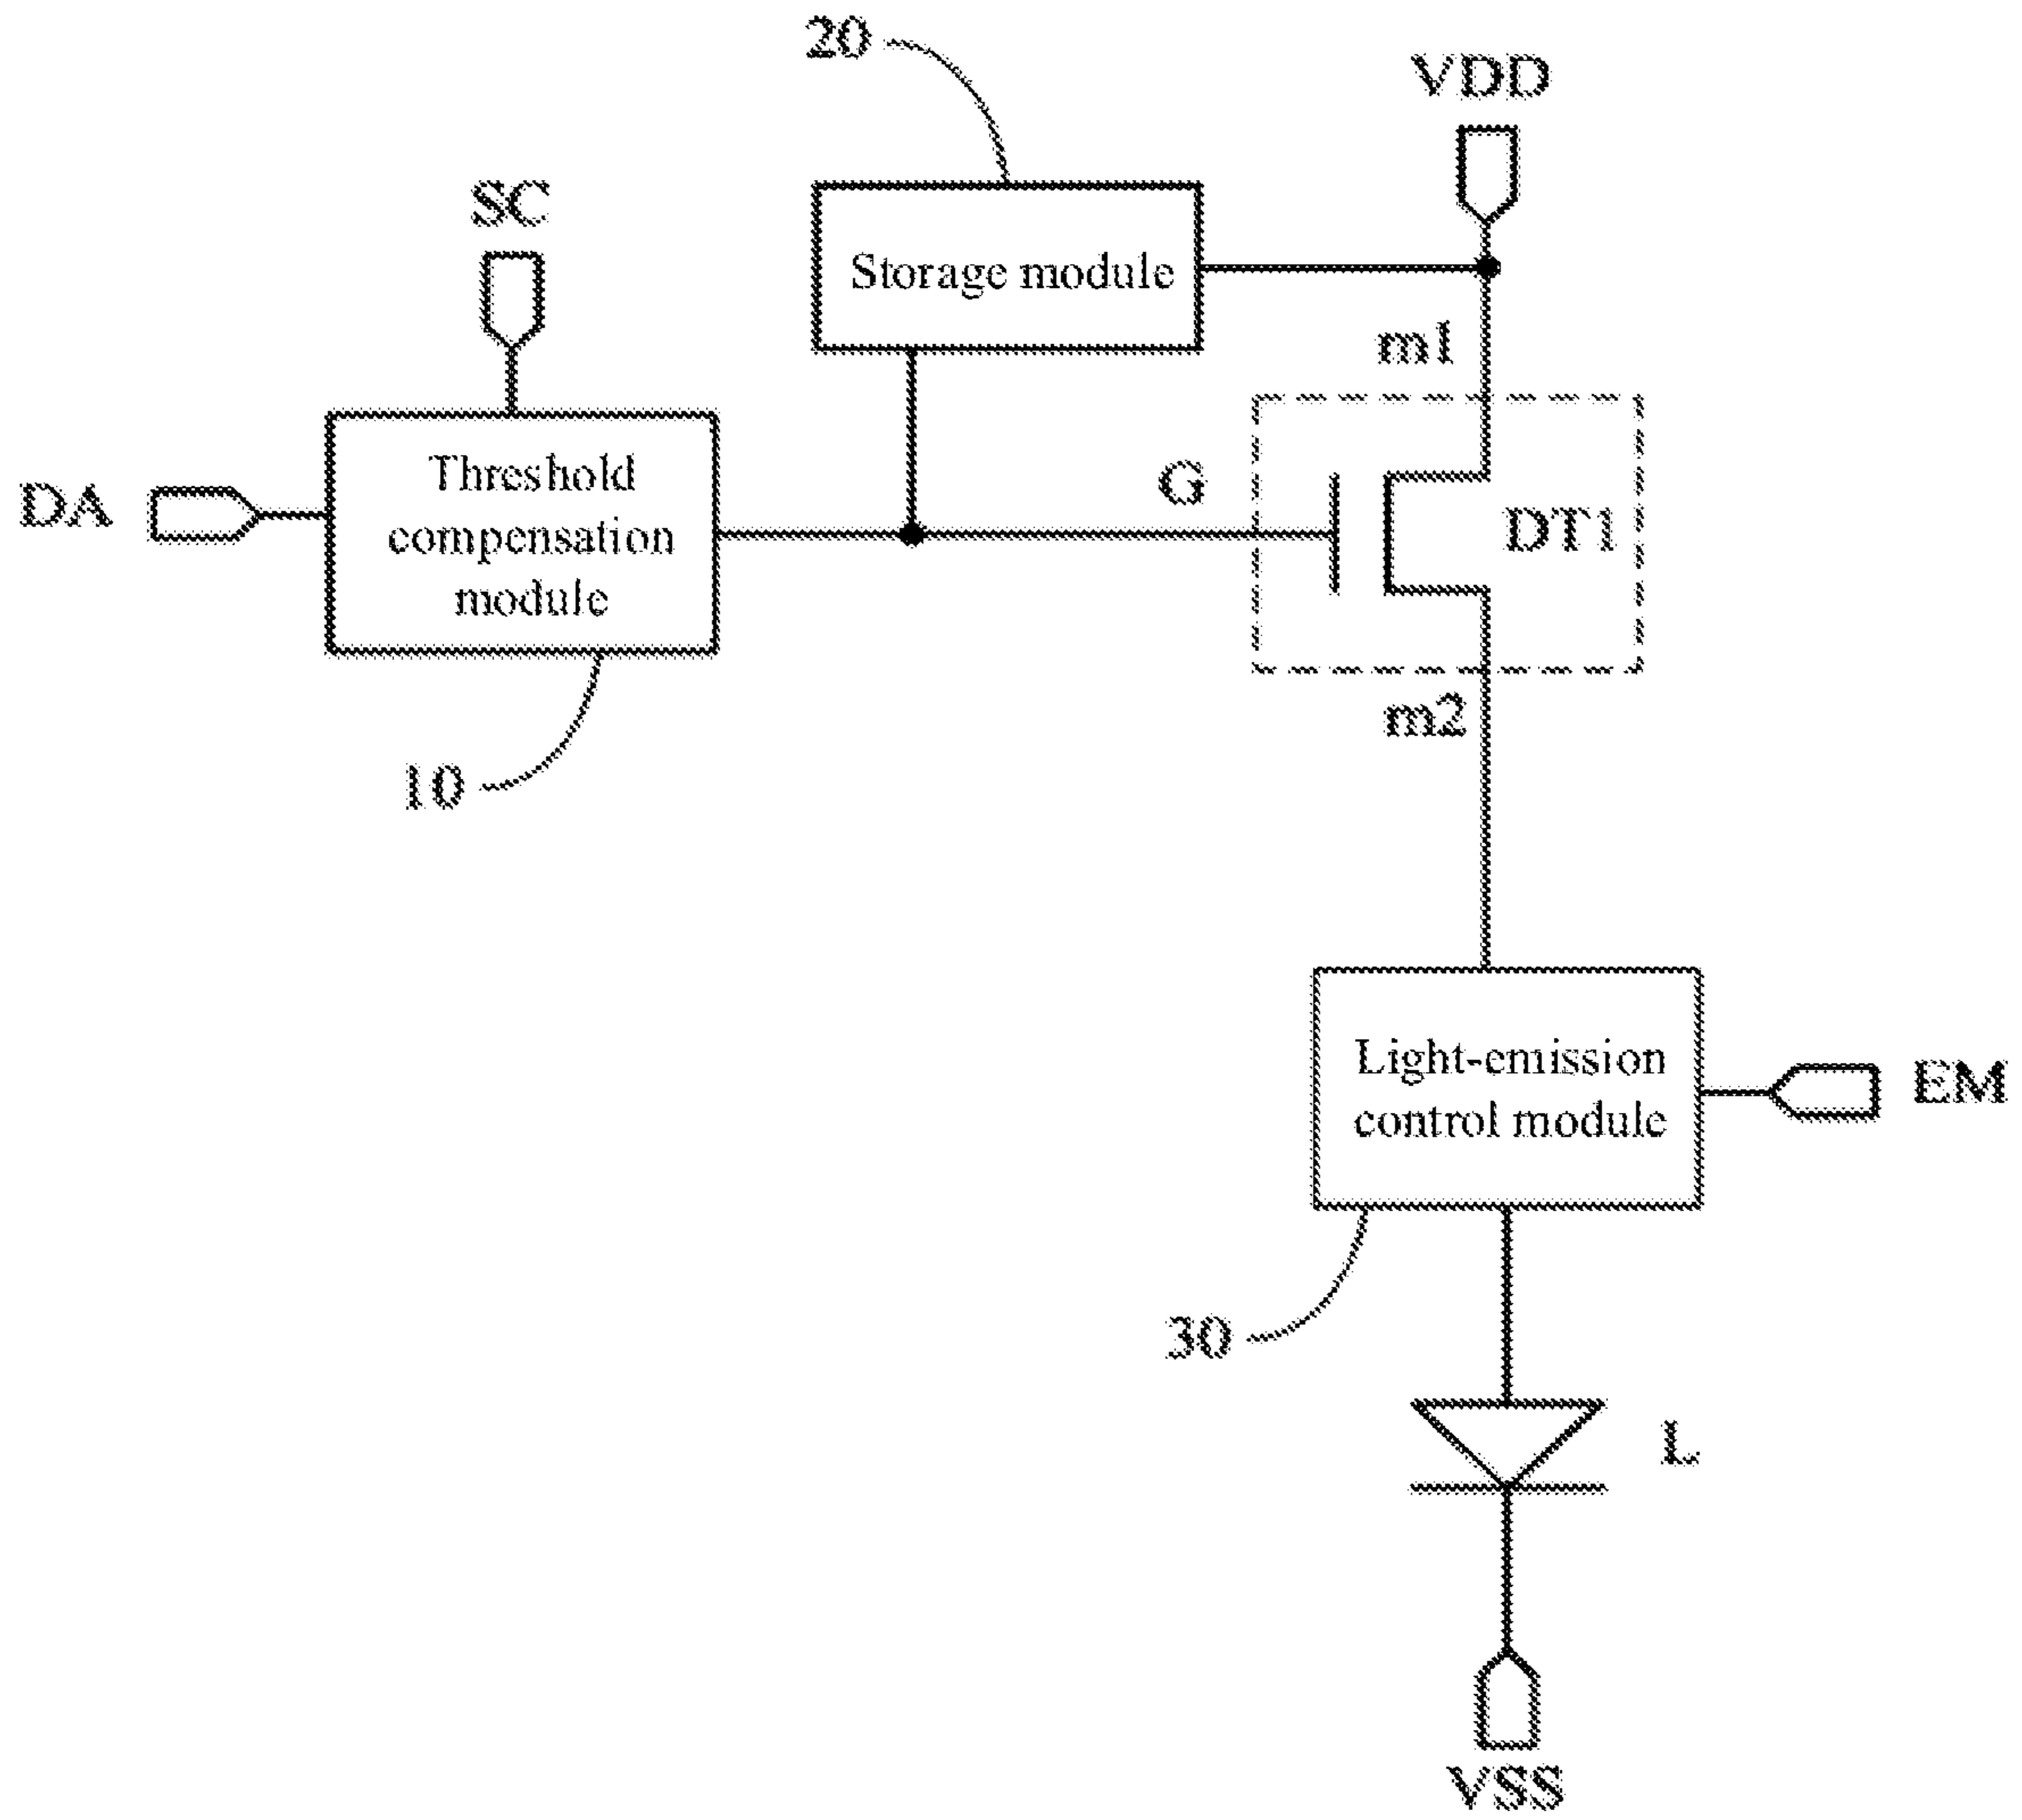 20
VDD
SC
Storage module
m1
Threshold
compensation
module
DA
G
DT1
m2
10
Light-emission
control module
EM
30
L
VSS